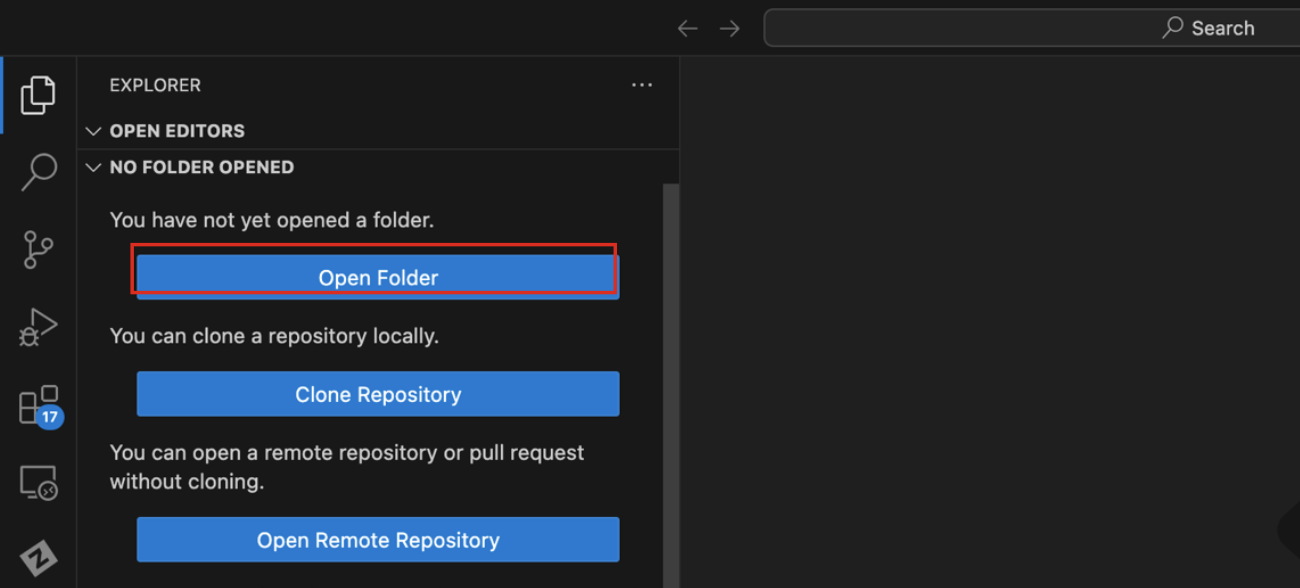 Search
EXPLORER
OPEN EDITORS
NO FOLDER OPENED
You have not yet opened a folder.
Open Folder
You can clone a repository locally.
Clone Repository
17
You can open a remote repository or pull request
without cloning.
Open Remote Repository